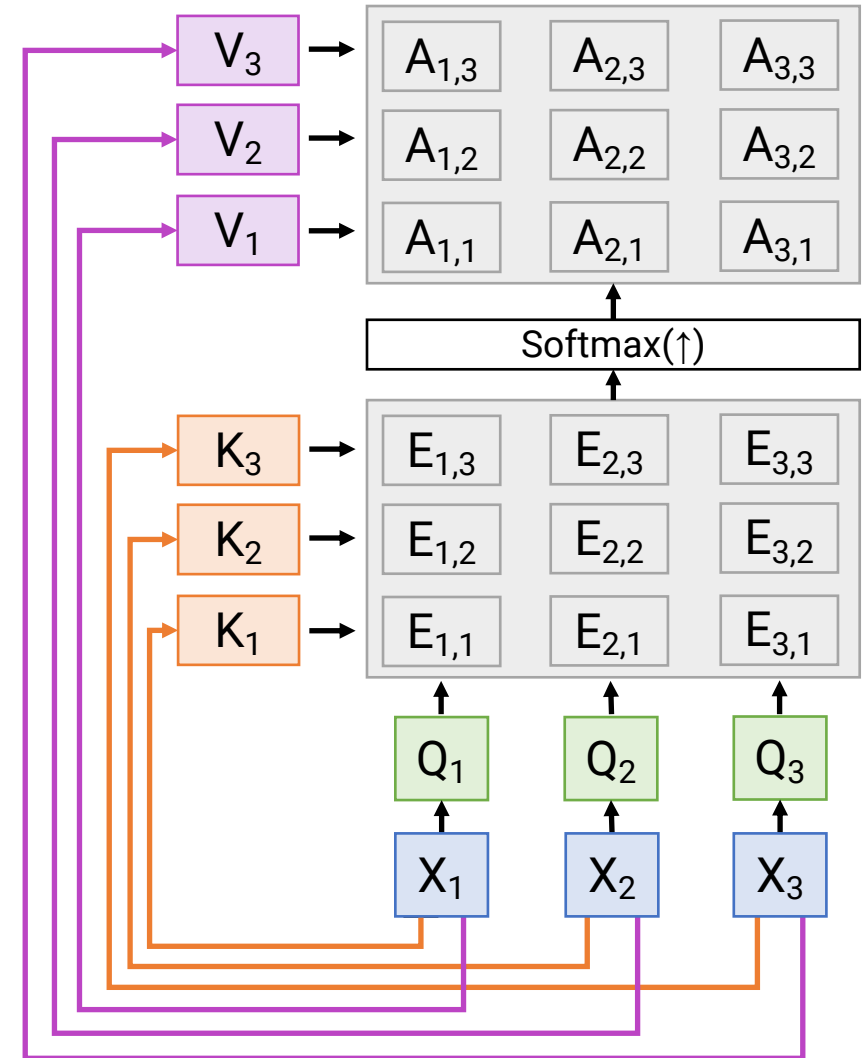 V₃ A₁,₃ A₂,₃ A₃,₃
V₂ A₁,₂ A₂,₂ A₃,₂
V₁ A₁,₁ A₂,₁ A₃,₁
Softmax(↑)
K₃ E₁,₃ E₂,₃ E₃,₃
K₂ E₁,₂ E₂,₂ E₃,₂
K₁ E₁,₁ E₂,₁ E₃,₁
Q₁ Q₂ Q₃
X₁ X₂ X₃